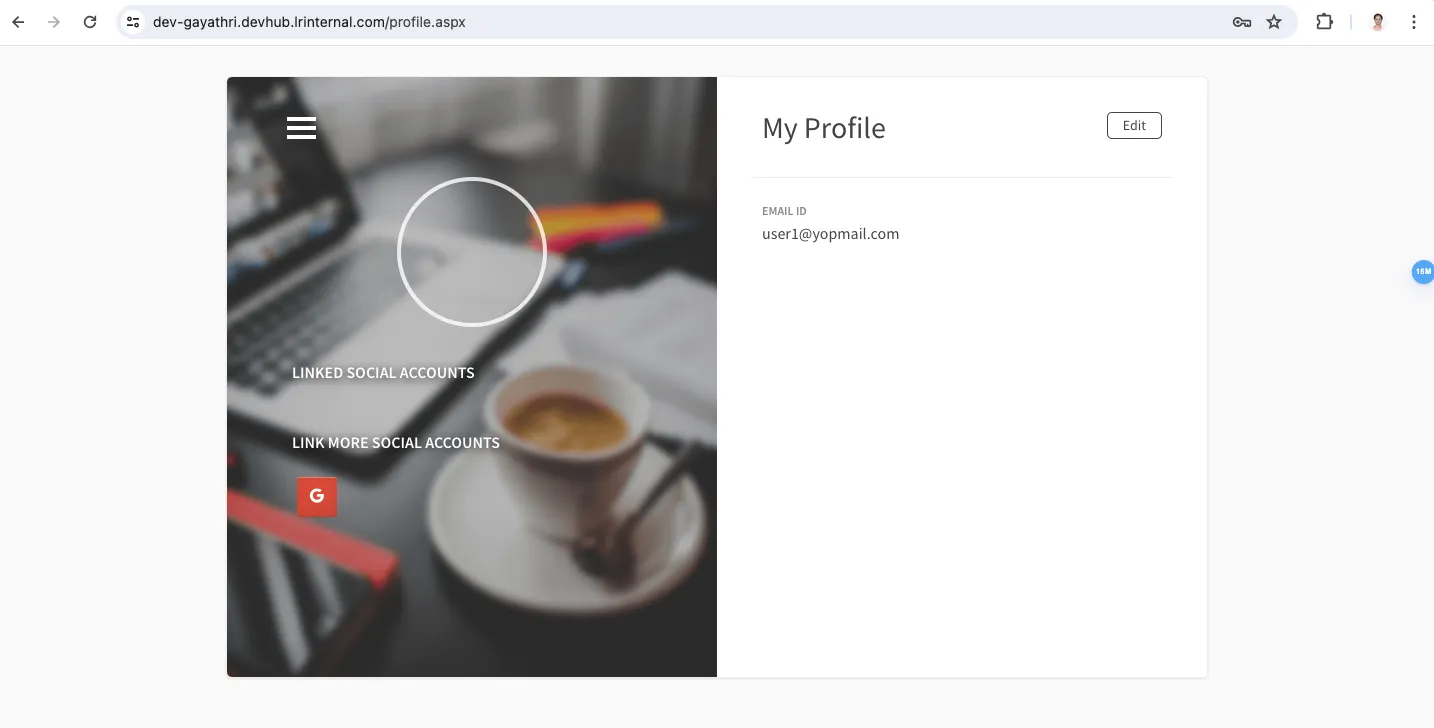 dev-gayathri.devhub.lrinternal.com/profile.aspx
My Profile
Edit
EMAIL ID
user1@yopmail.com
15M
LINKED SOCIAL ACCOUNTS
LINK MORE SOCIAL ACCOUNTS
G